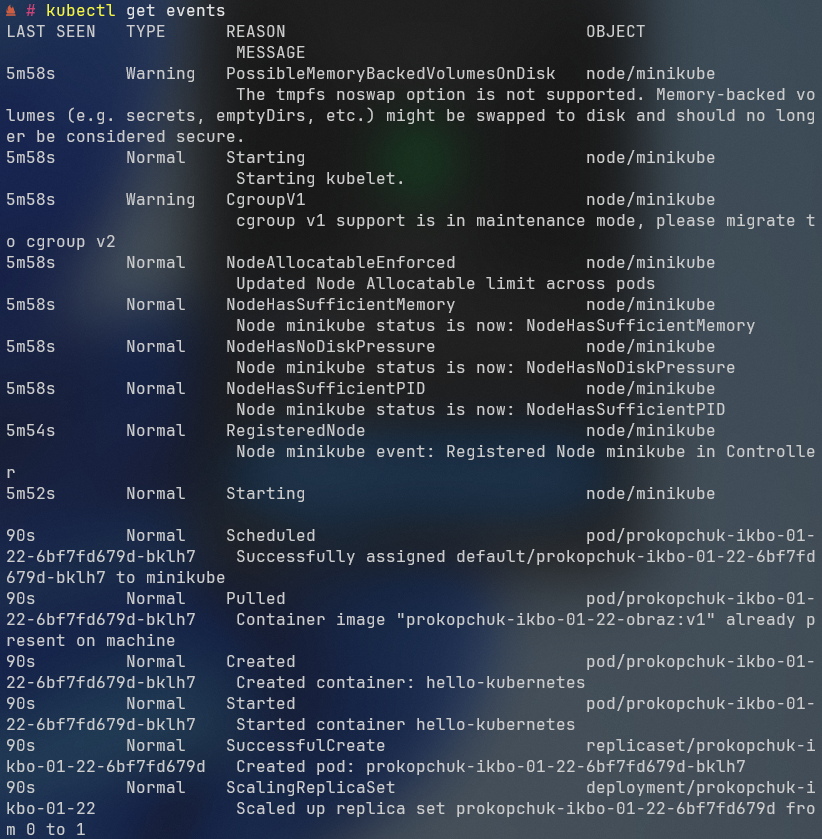 # kubectl get events
LAST SEEN   TYPE      REASON                              OBJECT
                       MESSAGE
5m58s       Warning   PossibleMemoryBackedVolumesOnDisk   node/minikube
                       The tmpfs noswap option is not supported. Memory-backed vo
lumes (e.g. secrets, emptyDirs, etc.) might be swapped to disk and should no long
er be considered secure.
5m58s       Normal    Starting                            node/minikube
                       Starting kubelet.
5m58s       Warning   CgroupV1                            node/minikube
                       cgroup v1 support is in maintenance mode, please migrate t
o cgroup v2
5m58s       Normal    NodeAllocatableEnforced             node/minikube
                       Updated Node Allocatable limit across pods
5m58s       Normal    NodeHasSufficientMemory             node/minikube
                       Node minikube status is now: NodeHasSufficientMemory
5m58s       Normal    NodeHasNoDiskPressure               node/minikube
                       Node minikube status is now: NodeHasNoDiskPressure
5m58s       Normal    NodeHasSufficientPID                node/minikube
                       Node minikube status is now: NodeHasSufficientPID
5m54s       Normal    RegisteredNode                      node/minikube
                       Node minikube event: Registered Node minikube in Controlle
r
5m52s       Normal    Starting                            node/minikube

90s         Normal    Scheduled                           pod/prokopchuk-ikbo-01-
22-6bf7fd679d-bklh7    Successfully assigned default/prokopchuk-ikbo-01-22-6bf7fd
679d-bklh7 to minikube
90s         Normal    Pulled                              pod/prokopchuk-ikbo-01-
22-6bf7fd679d-bklh7    Container image "prokopchuk-ikbo-01-22-obraz:v1" already p
resent on machine
90s         Normal    Created                             pod/prokopchuk-ikbo-01-
22-6bf7fd679d-bklh7    Created container: hello-kubernetes
90s         Normal    Started                             pod/prokopchuk-ikbo-01-
22-6bf7fd679d-bklh7    Started container hello-kubernetes
90s         Normal    SuccessfulCreate                    replicaset/prokopchuk-i
kbo-01-22-6bf7fd679d   Created pod: prokopchuk-ikbo-01-22-6bf7fd679d-bklh7
90s         Normal    ScalingReplicaSet                   deployment/prokopchuk-i
kbo-01-22              Scaled up replica set prokopchuk-ikbo-01-22-6bf7fd679d fro
m 0 to 1